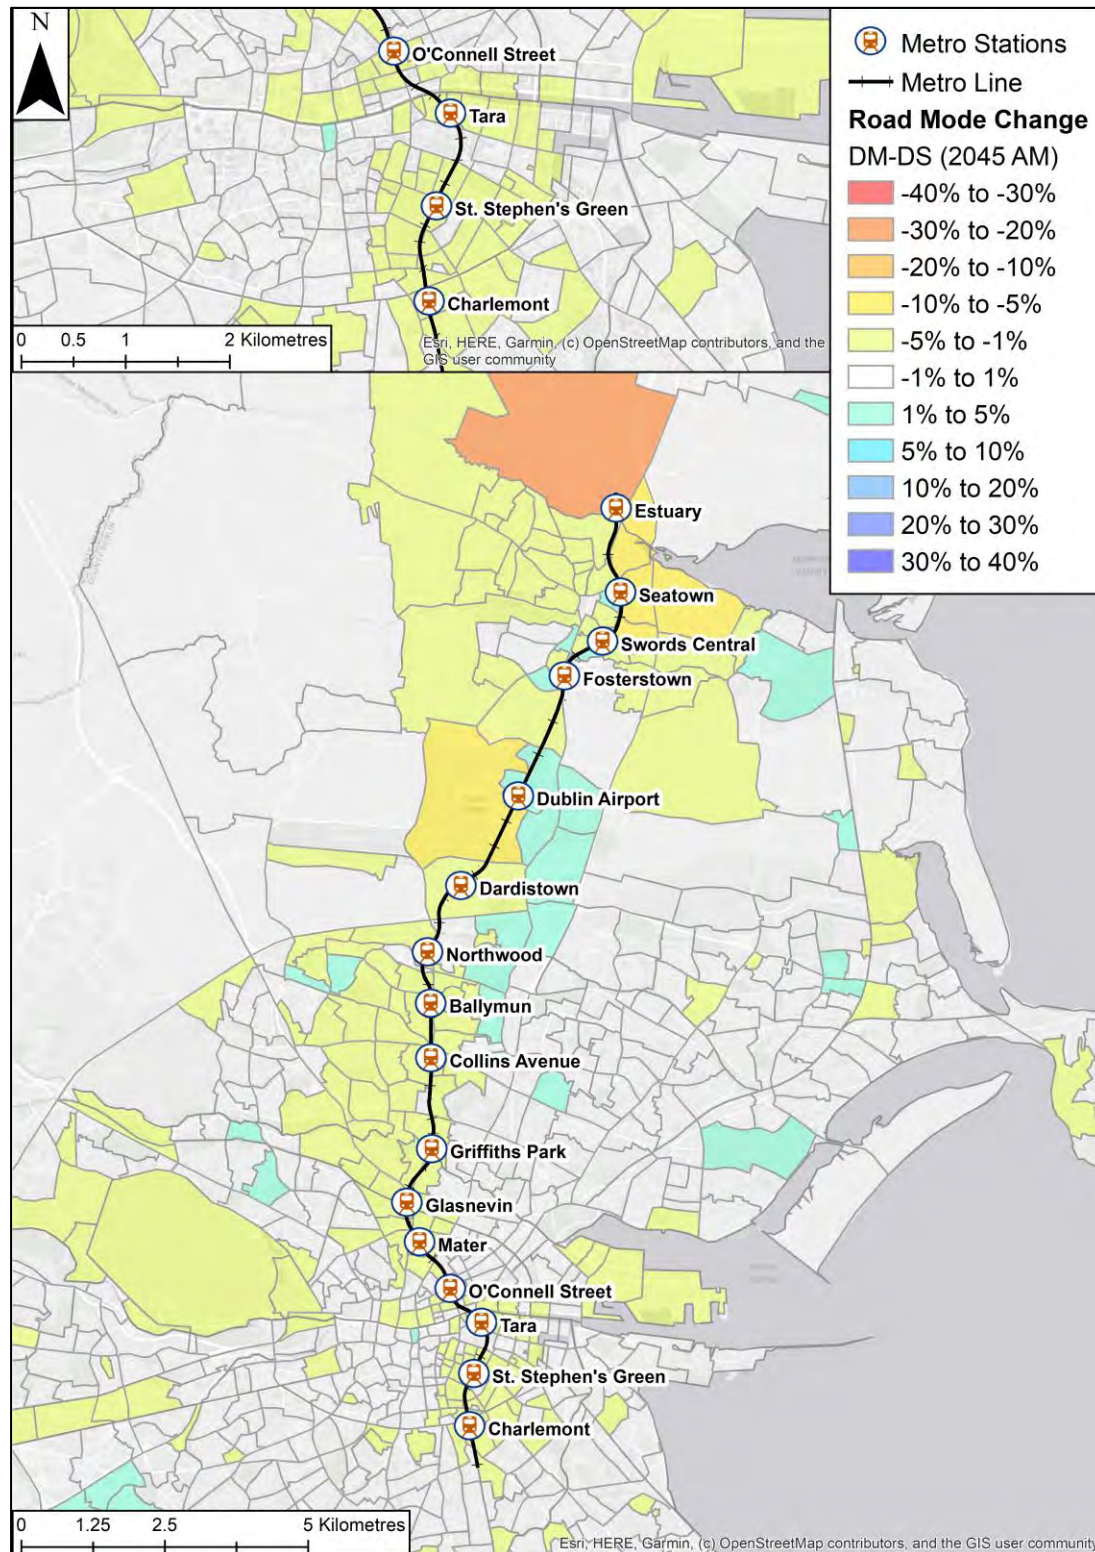 N
O'Connell Street
Tara
St. Stephen's Green
Charlemont
0 0.5 1 2 Kilometres
Esri, HERE, Garmin, (c) OpenStreetMap contributors, and the
GIS user community
Metro Stations
Metro Line
Road Mode Change
DM-DS (2045 AM)
-40% to -30%
-30% to -20%
-20% to -10%
-10% to -5%
-5% to -1%
-1% to 1%
1% to 5%
5% to 10%
10% to 20%
20% to 30%
30% to 40%
Estuary
Seatown
Swords Central
Fosterstown
Dublin Airport
Dardistown
Northwood
Ballymun
Collins Avenue
Griffiths Park
Glasnevin
Mater
O'Connell Street
Tara
St. Stephen's Green
Charlemont
0 1.25 2.5 5 Kilometres
Esri, HERE, Garmin, (c) OpenStreetMap contributors, and the GIS user community